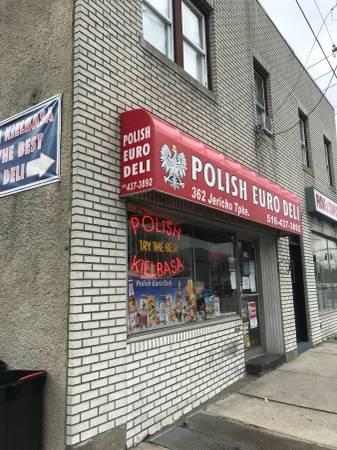 KIELBASA
THE BEST
DELI
POLISH
EURO
DELI
437-3892
POLISH EURO DELI
362 Jericho Tpke.
516-437-3892
POLISH
TRY THE BEST
KIELBASA
Polish Euro Deli